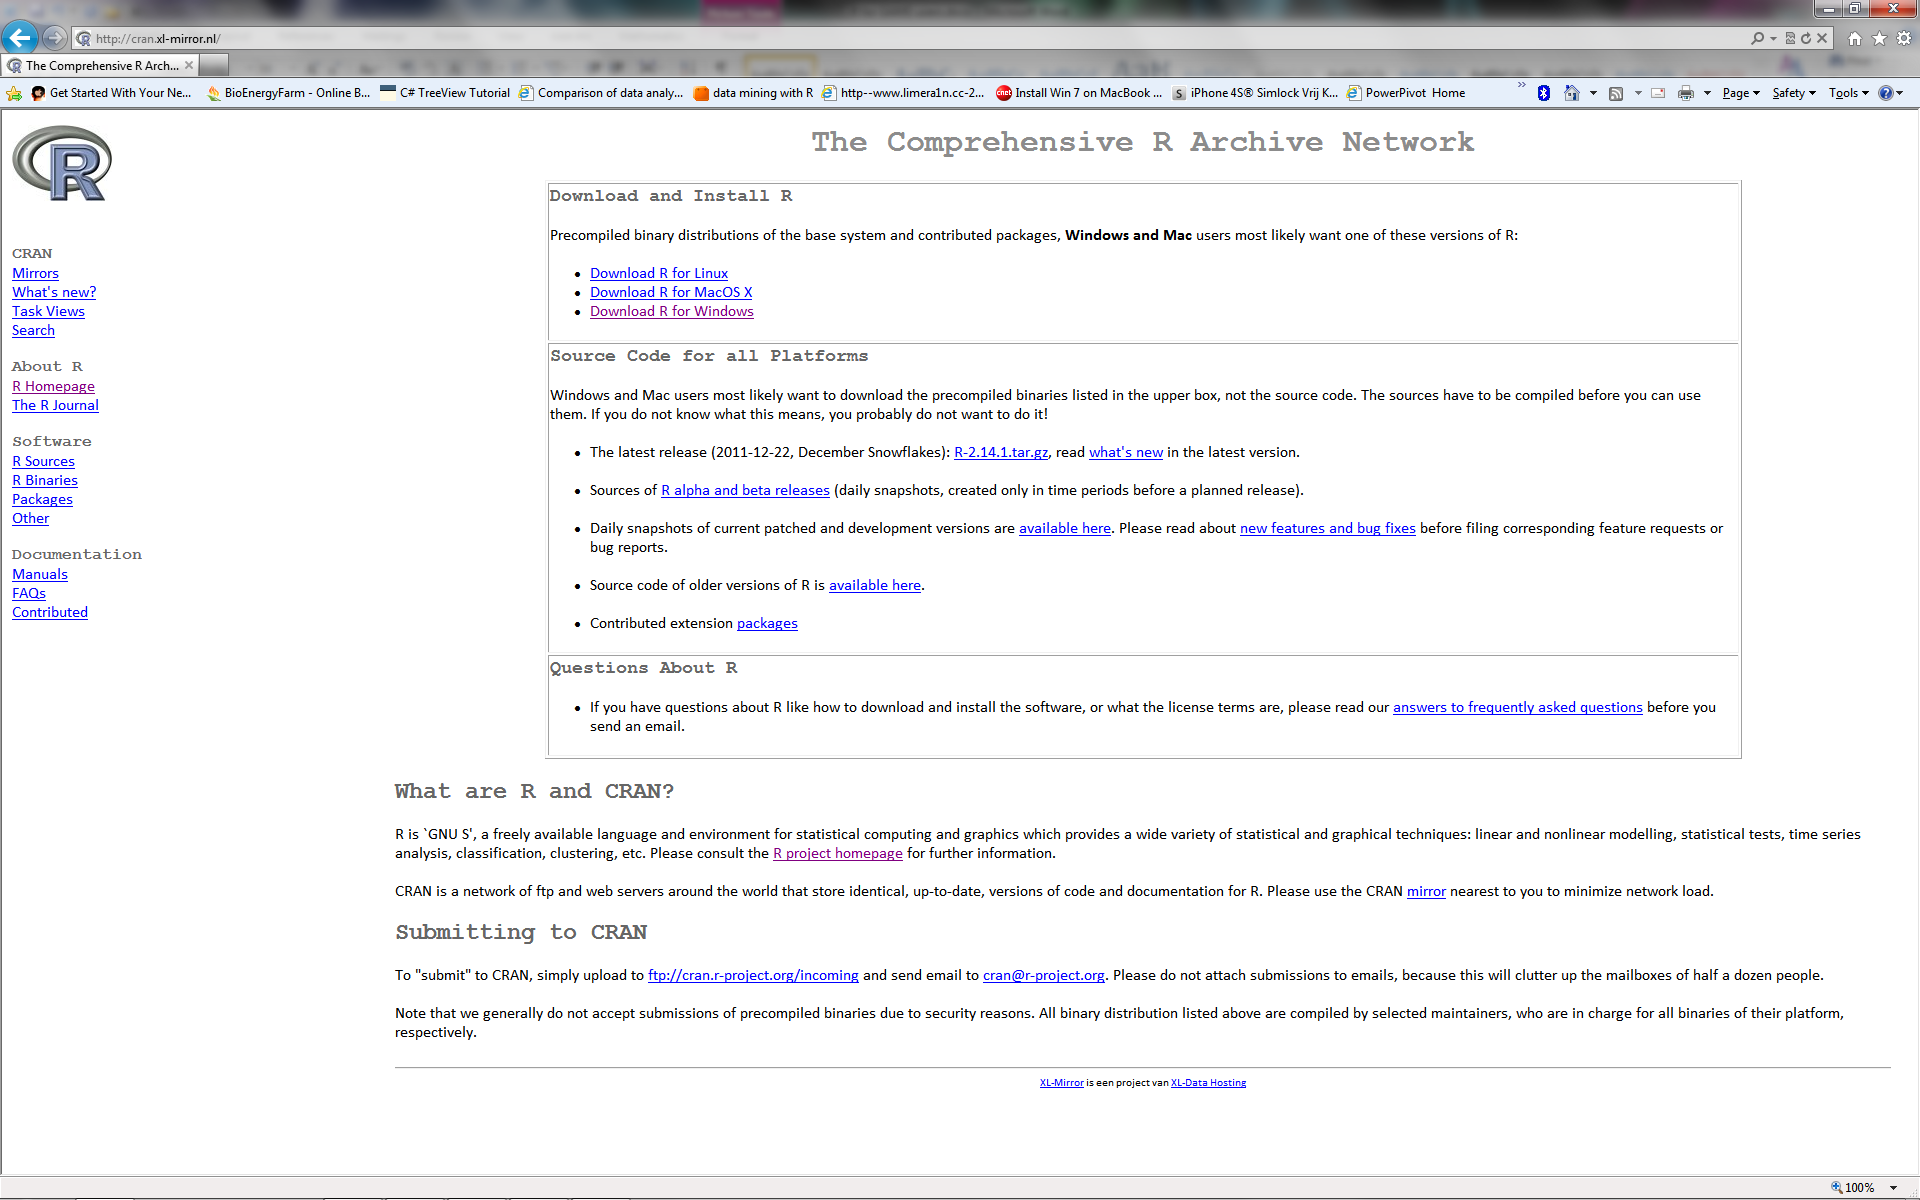 http://cran.xl-mirror.nl/
The Comprehensive R Arch...
Get Started With Your Ne... BioEnergyFarm - Online B... C# TreeView Tutorial Comparison of data analy... data mining with R http--www.limera1n.cc-2... cnet Install Win 7 on MacBook ... S iPhone 4S® Simlock Vrij K... PowerPivot Home » Page Safety Tools
R
CRAN
Mirrors
What's new?
Task Views
Search
About R
R Homepage
The R Journal
Software
R Sources
R Binaries
Packages
Other
Documentation
Manuals
FAQs
Contributed
The Comprehensive R Archive Network
Download and Install R
Precompiled binary distributions of the base system and contributed packages, Windows and Mac users most likely want one of these versions of R:
• Download R for Linux
• Download R for MacOS X
• Download R for Windows
Source Code for all Platforms
Windows and Mac users most likely want to download the precompiled binaries listed in the upper box, not the source code. The sources have to be compiled before you can use
them. If you do not know what this means, you probably do not want to do it!
• The latest release (2011-12-22, December Snowflakes): R-2.14.1.tar.gz, read what's new in the latest version.
• Sources of R alpha and beta releases (daily snapshots, created only in time periods before a planned release).
• Daily snapshots of current patched and development versions are available here. Please read about new features and bug fixes before filing corresponding feature requests or
bug reports.
• Source code of older versions of R is available here.
• Contributed extension packages
Questions About R
• If you have questions about R like how to download and install the software, or what the license terms are, please read our answers to frequently asked questions before you
send an email.
What are R and CRAN?
R is `GNU S', a freely available language and environment for statistical computing and graphics which provides a wide variety of statistical and graphical techniques: linear and nonlinear modelling, statistical tests, time series
analysis, classification, clustering, etc. Please consult the R project homepage for further information.
CRAN is a network of ftp and web servers around the world that store identical, up-to-date, versions of code and documentation for R. Please use the CRAN mirror nearest to you to minimize network load.
Submitting to CRAN
To "submit" to CRAN, simply upload to ftp://cran.r-project.org/incoming and send email to cran@r-project.org. Please do not attach submissions to emails, because this will clutter up the mailboxes of half a dozen people.
Note that we generally do not accept submissions of precompiled binaries due to security reasons. All binary distribution listed above are compiled by selected maintainers, who are in charge for all binaries of their platform,
respectively.
XL-Mirror is een project van XL-Data Hosting
100%